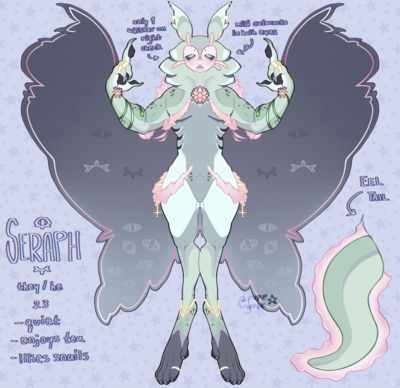 only 1
whisker on
right
cheek
mild cataracts
in both eyes
EEL
TAIL
SERAPH
they / he
23
--quiet
--enjoys tea
--likes snails